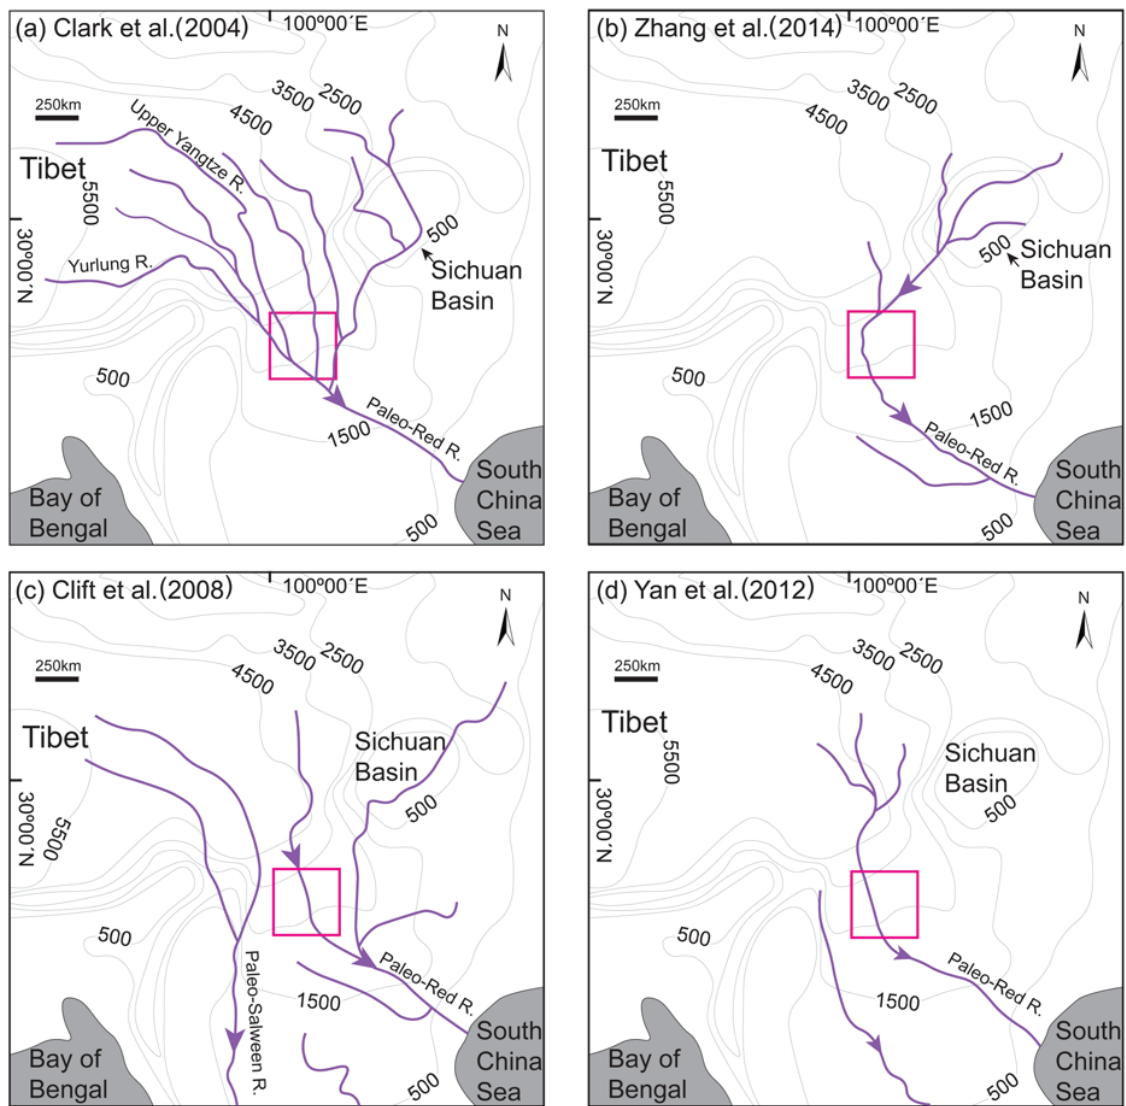 (a) Clark et al.(2004)
100º00´E
N
250km
3500
2500
4500
Upper Yangtze R.
Tibet
5500
30º00´N
Yurlung R.
500
Sichuan
Basin
500
Paleo-Red R.
1500
Bay of
Bengal
South
China
Sea
500
(b) Zhang et al.(2014)
100º00´E
N
250km
3500
2500
4500
Tibet
5500
30º00´N
500
Sichuan
Basin
500
1500
Paleo-Red R.
Bay of
Bengal
South
China
Sea
500
(c) Clift et al.(2008)
100º00´E
N
250km
3500
2500
4500
Tibet
Sichuan
Basin
30º00´N
5500
500
500
Paleo-Salween R.
Paleo-Red R.
1500
Bay of
Bengal
South
China
Sea
500
(d) Yan et al.(2012)
100º00´E
N
250km
3500
2500
4500
Tibet
5500
Sichuan
Basin
30º00´N
500
500
Paleo-Red R.
1500
Bay of
Bengal
South
China
Sea
500